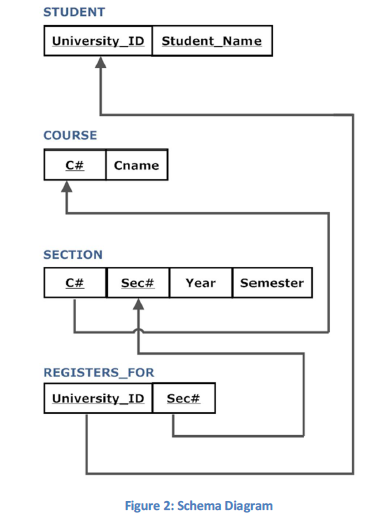 STUDENT
University_ID Student_Name
COURSE
C# Cname
SECTION
C# Sec# Year Semester
REGISTERS_FOR
University_ID Sec#
Figure 2: Schema Diagram